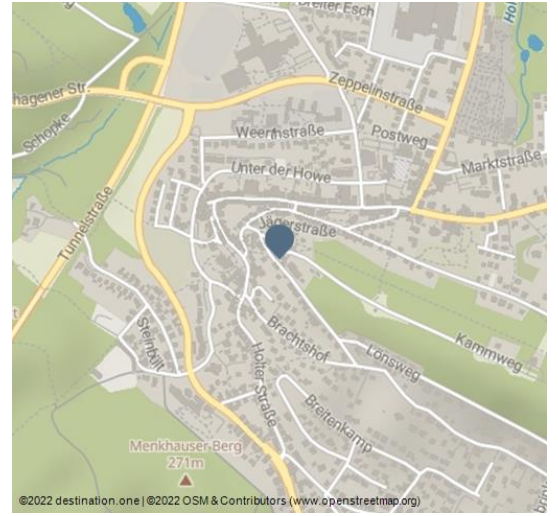 Breiter Esch
hagener Str.
Zeppelinstraße
Schopke
Weerthstraße
Postweg
Marktstraße
Unter der Howe
Tunnelstraße
Jägerstraße
Kammweg
Lönsweg
Brachtshof
Steinbült
Holter Straße
Breitenkamp
Menkhauser Berg
271m
©2022 destination.one | ©2022 OSM & Contributors (www.openstreetmap.org)